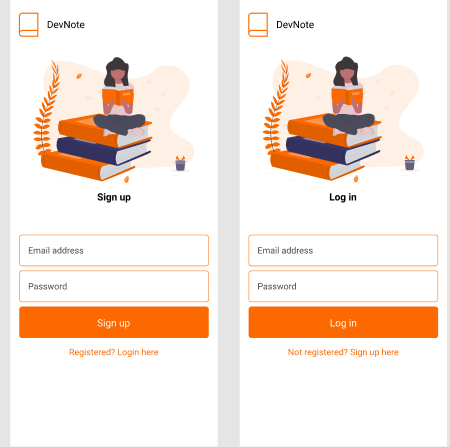 DevNote
Sign up
Email address
Password
Sign up
Registered? Login here
DevNote
Log in
Email address
Password
Log in
Not registered? Sign up here